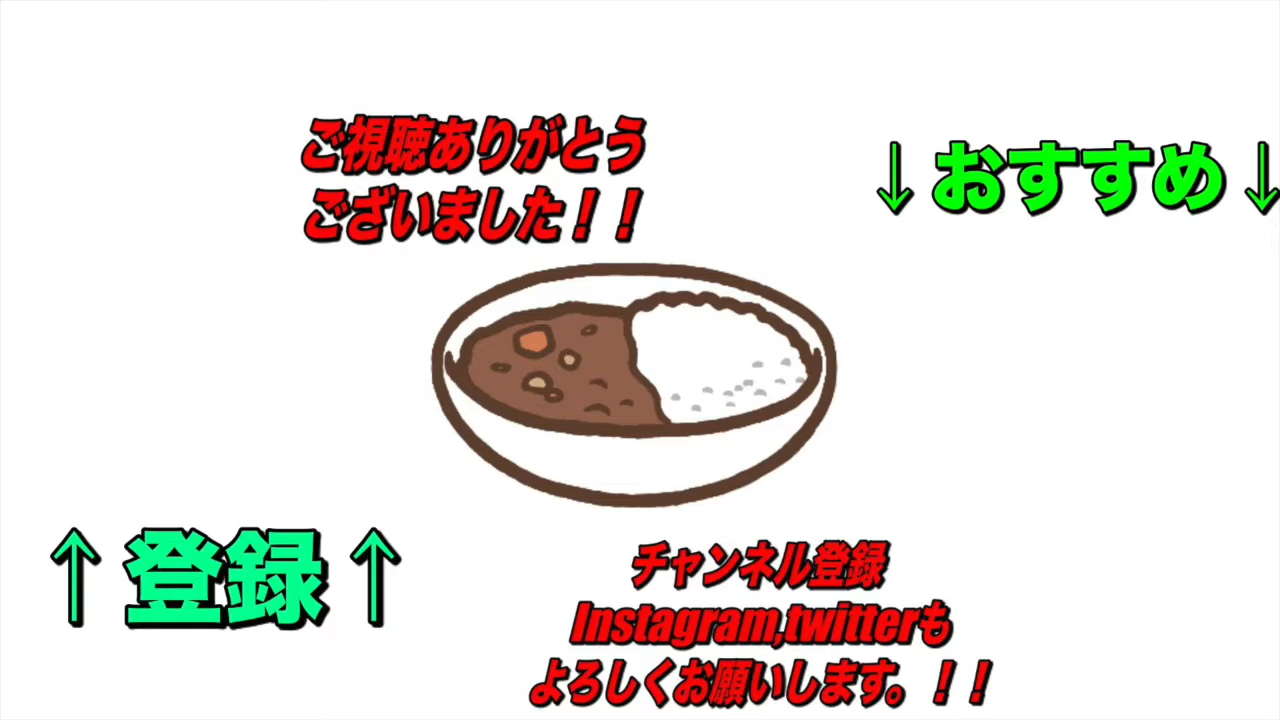 ご視聴ありがとう
ございました！！
↓おすすめ↓
↑登録↑
チャンネル登録
Instagram,twitterも
よろしくお願いします。！！